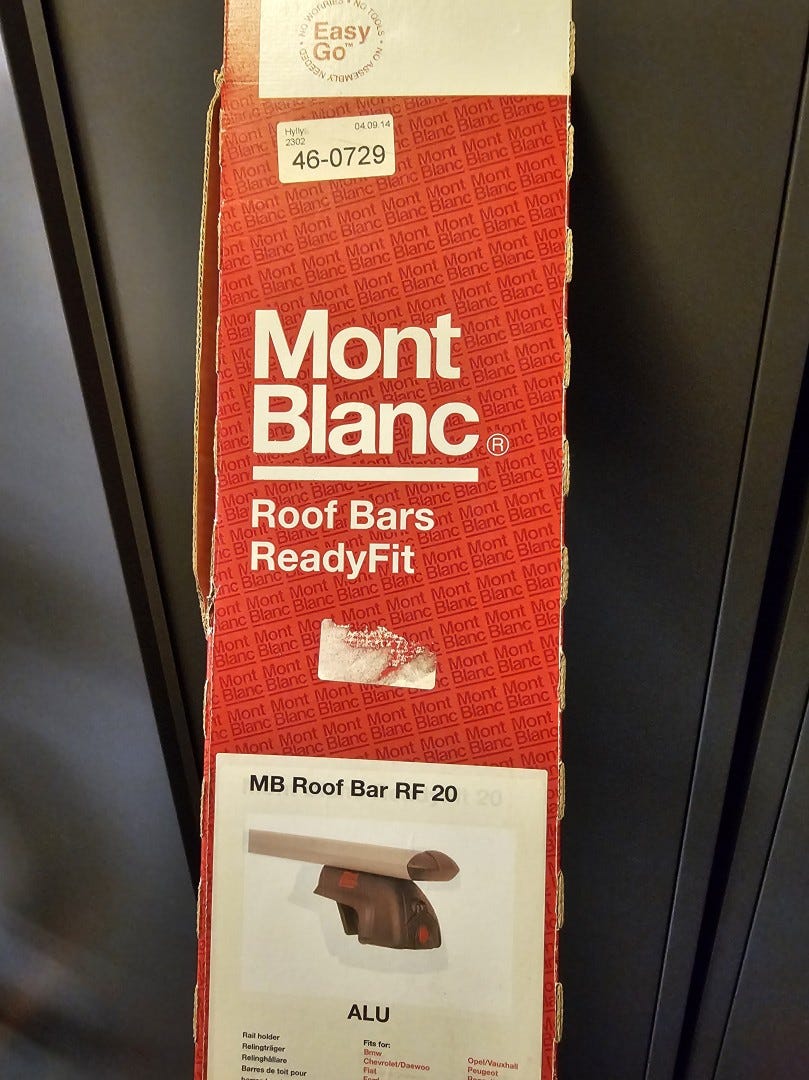 NO WORRIES • NO TOOLS • NO ASSEMBLY NEEDED •
Easy
Go™
Hylly:
04.09.14
2302
46-0729
Mont
Blanc®
Roof Bars
ReadyFit
MB Roof Bar RF 20
ALU
Rail holder
Relingträger
Relinghållare
Barres de toit pour
Fits for:
Bmw
Chevrolet/Daewoo
Fiat
Opel/Vauxhall
Peugeot